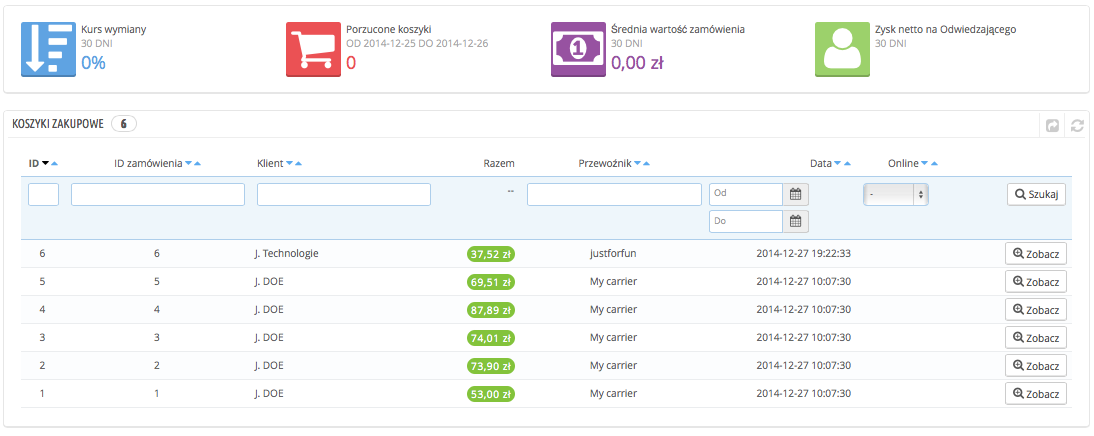 Kurs wymiany
30 DNI
0%
Porzucone koszyki
OD 2014-12-25 DO 2014-12-26
0
Średnia wartość zamówienia
30 DNI
0,00 zł
1
Zysk netto na Odwiedzającego
30 DNI
KOSZYKI ZAKUPOWE 6
ID ID zamówienia Klient Razem Przewoźnik Data Online
-- Od - Szukaj
Do
6 6 J. Technologie 37,52 zł justforfun 2014-12-27 19:22:33 Zobacz
5 5 J. DOE 69,51 zł My carrier 2014-12-27 10:07:30 Zobacz
4 4 J. DOE 87,89 zł My carrier 2014-12-27 10:07:30 Zobacz
3 3 J. DOE 74,01 zł My carrier 2014-12-27 10:07:30 Zobacz
2 2 J. DOE 73,90 zł My carrier 2014-12-27 10:07:30 Zobacz
1 1 J. DOE 53,00 zł My carrier 2014-12-27 10:07:30 Zobacz